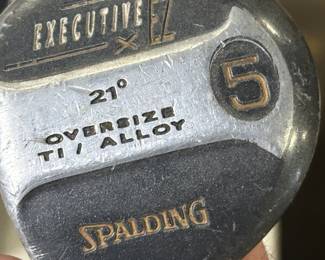 EXECUTIVE
X EZ
21°
5
OVERSIZE
TI / ALLOY
SPALDING